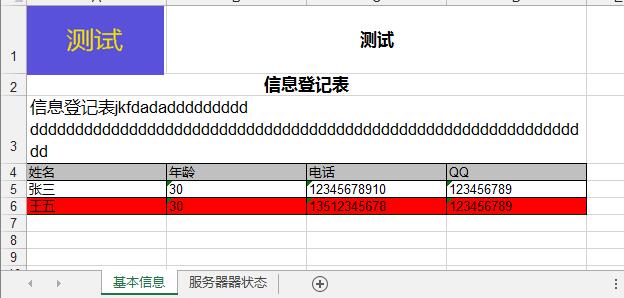 1 测试 测试
2 信息登记表
信息登记表jkfdadaddddddddd
ddddddddddddddddddddddddddddddddddddddddddddddddddddddddddddd
3 dd
4 姓名 年龄 电话 QQ
5 张三 30 12345678910 123456789
6 王五 30 13512345678 123456789
7
8
9
基本信息 服务器器状态